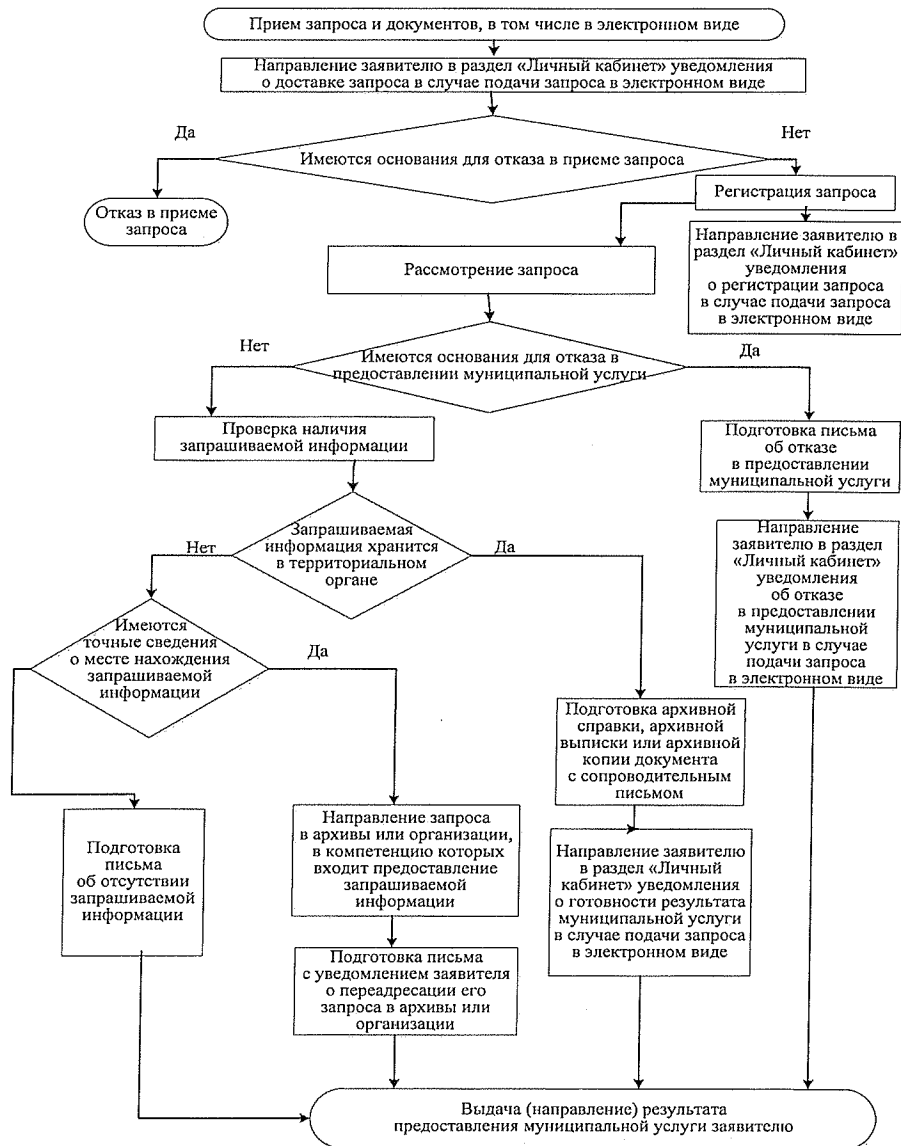 Прием запроса и документов, в том числе в электронном виде
Направление заявителю в раздел «Личный кабинет» уведомления
о доставке запроса в случае подачи запроса в электронном виде
Да
Нет
Имеются основания для отказа в приеме запроса
Отказ в приеме
запроса
Регистрация запроса
Направление заявителю в
раздел «Личный кабинет»
уведомления
о регистрации запроса
в случае подачи запроса
в электронном виде
Рассмотрение запроса
Нет
Да
Имеются основания для отказа в
предоставлении муниципальной услуги
Проверка наличия
запрашиваемой информации
Подготовка письма
об отказе
в предоставлении
муниципальной услуги
Запрашиваемая
информация хранится
в территориальном
органе
Нет
Да
Направление
заявителю в раздел
«Личный кабинет»
уведомления
об отказе
в предоставлении
муниципальной
услуги в случае
подачи запроса
в электронном виде
Имеются
точные сведения
о месте нахождения
запрашиваемой
информации
Да
Подготовка архивной
справки, архивной
выписки или архивной
копии документа
с сопроводительным
письмом
Подготовка
письма
об отсутствии
запрашиваемой
информации
Направление запроса
в архивы или организации,
в компетенцию которых
входит предоставление
запрашиваемой
информации
Направление заявителю
в раздел «Личный
кабинет» уведомления
о готовности результата
муниципальной услуги
в случае подачи запроса
в электронном виде
Подготовка письма
с уведомлением заявителя
о переадресации его
запроса в архивы или
организации
Выдача (направление) результата
предоставления муниципальной услуги заявителю